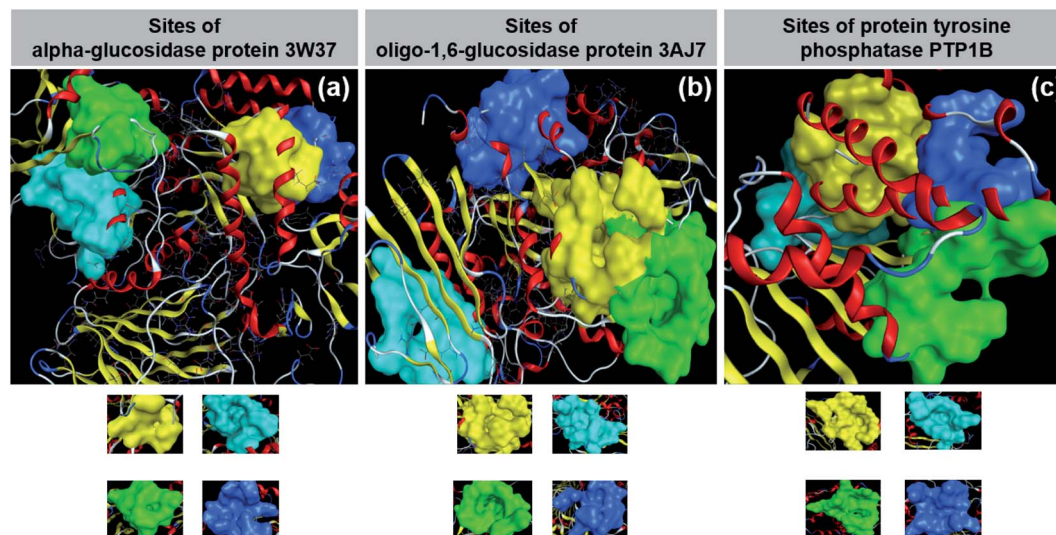 Sites of
alpha-glucosidase protein 3W37
Sites of
oligo-1,6-glucosidase protein 3AJ7
Sites of protein tyrosine
phosphatase PTP1B
(a)
(b)
(c)